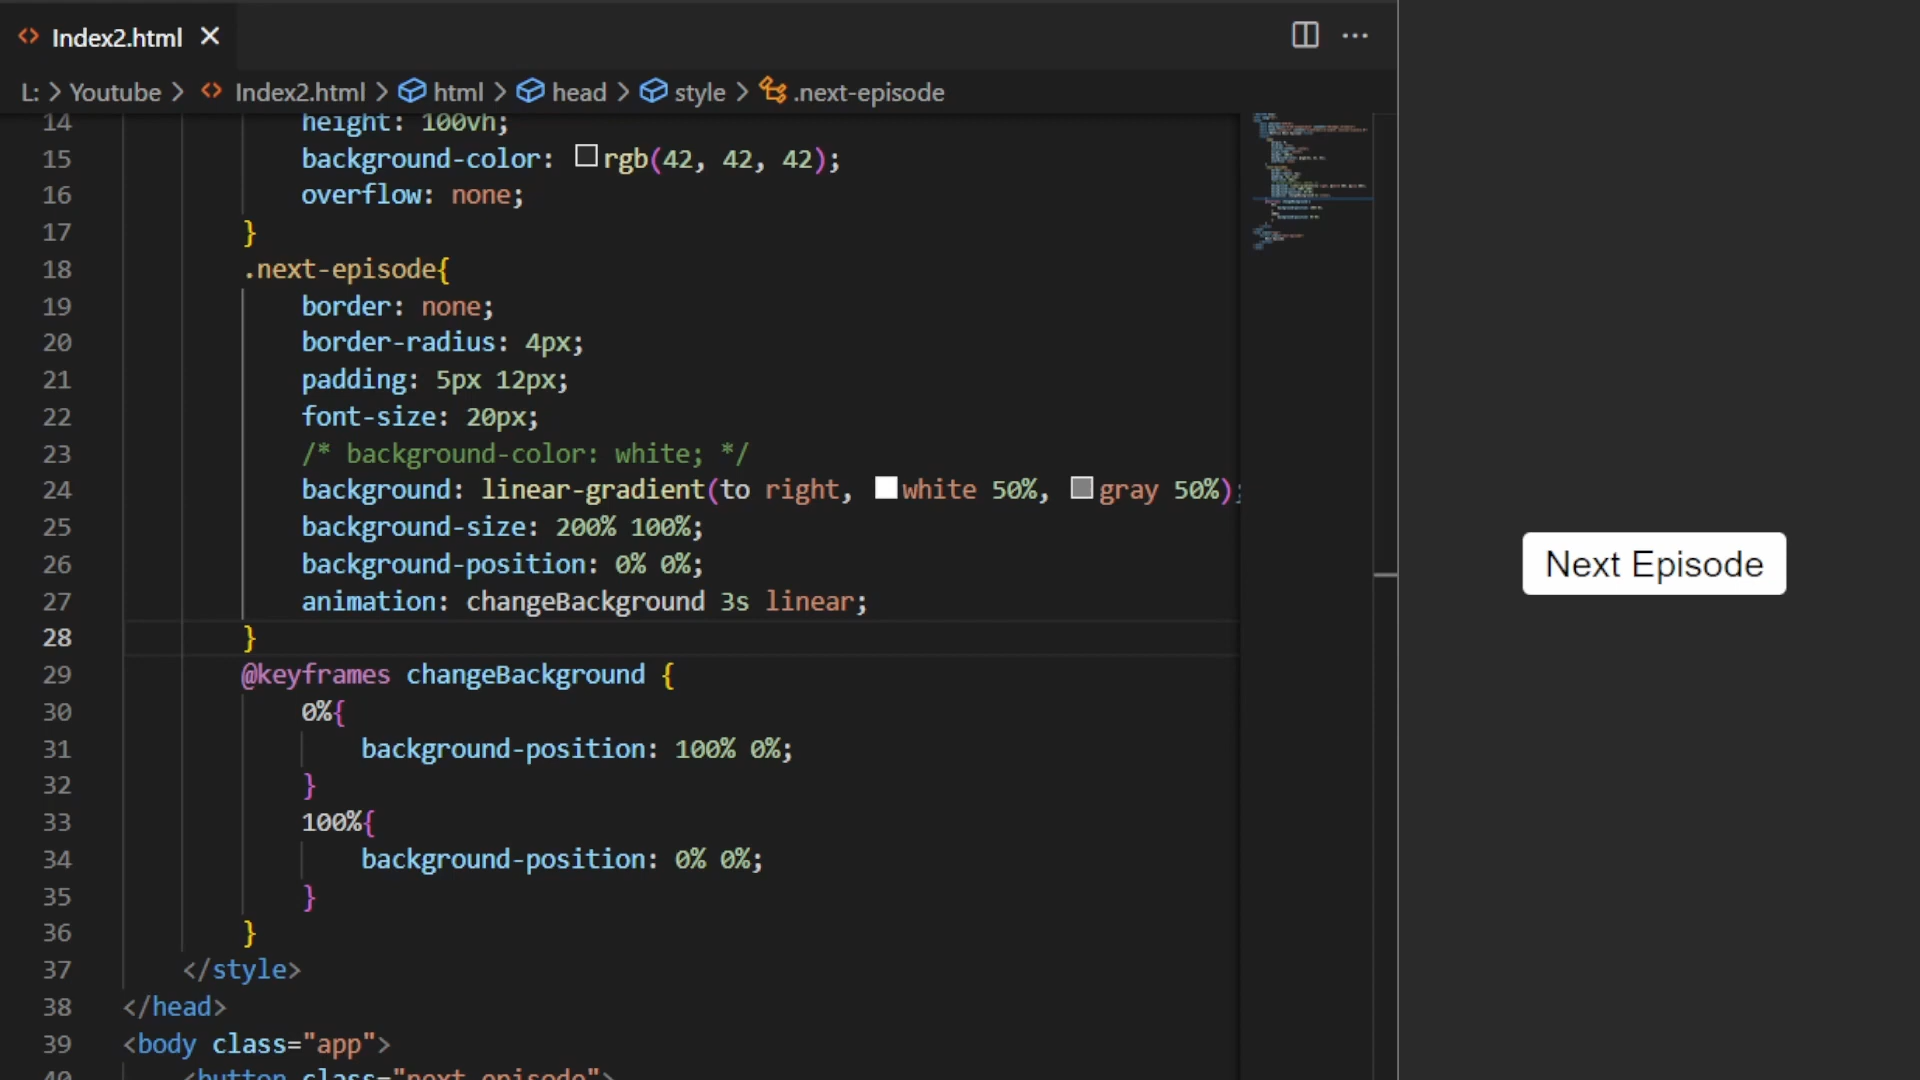 Index2.html
L: > Youtube > Index2.html > html > head > style > .next-episode
14 height: 100vh;
15 background-color: rgb(42, 42, 42);
16 overflow: none;
17 }
18 .next-episode{
19 border: none;
20 border-radius: 4px;
21 padding: 5px 12px;
22 font-size: 20px;
23 /* background-color: white; */
24 background: linear-gradient(to right, white 50%, gray 50%);
25 background-size: 200% 100%;
26 background-position: 0% 0%;
27 animation: changeBackground 3s linear;
28 }
29 @keyframes changeBackground {
30 0%{
31 background-position: 100% 0%;
32 }
33 100%{
34 background-position: 0% 0%;
35 }
36 }
37 </style>
38 </head>
39 <body class="app">
40 <button class="next-episode">
Next Episode